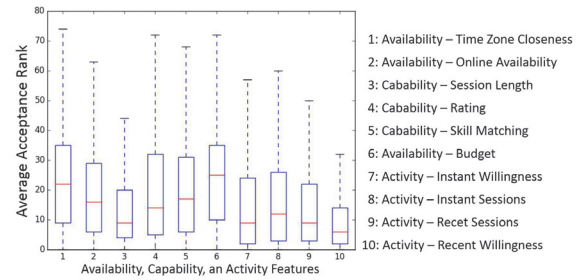 80
70
60
50
40
30
20
10
0
Average Acceptance Rank
1 2 3 4 5 6 7 8 9 10
Availability, Capability, an Activity Features
1: Availability – Time Zone Closeness
2: Availability – Online Availability
3: Cabability – Session Length
4: Cabability – Rating
5: Cabability – Skill Matching
6: Availability – Budget
7: Activity – Instant Willingness
8: Activity – Instant Sessions
9: Activity – Recet Sessions
10: Activity – Recent Willingness